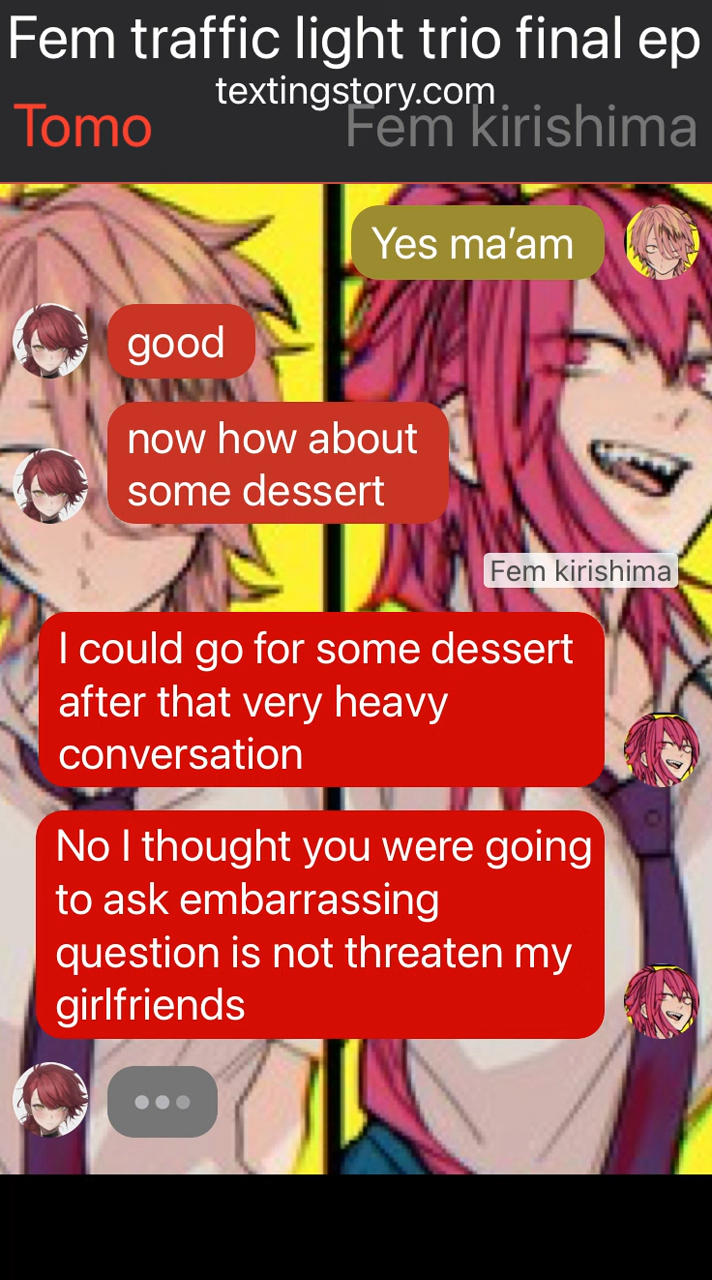 Fem traffic light trio final ep
textingstory.com
Tomo
Fem kirishima
Yes ma’am
good
now how about
some dessert
Fem kirishima
I could go for some dessert
after that very heavy
conversation
No I thought you were going
to ask embarrassing
question is not threaten my
girlfriends